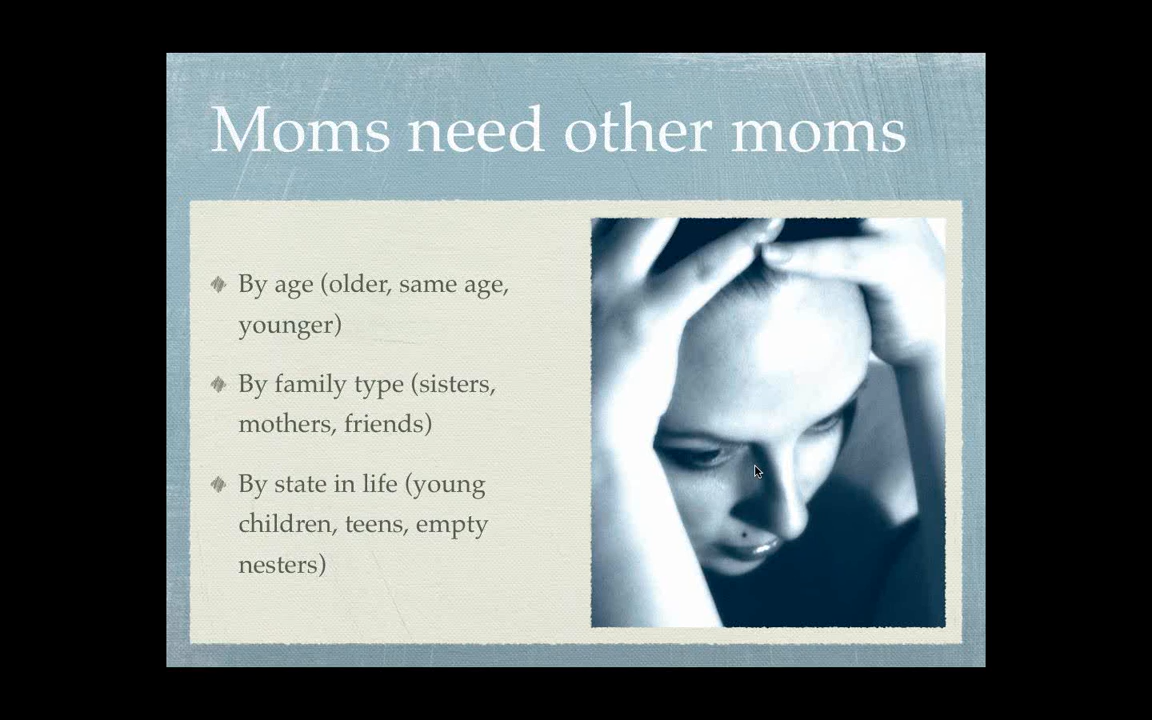 Moms need other moms
By age (older, same age,
younger)
By family type (sisters,
mothers, friends)
By state in life (young
children, teens, empty
nesters)